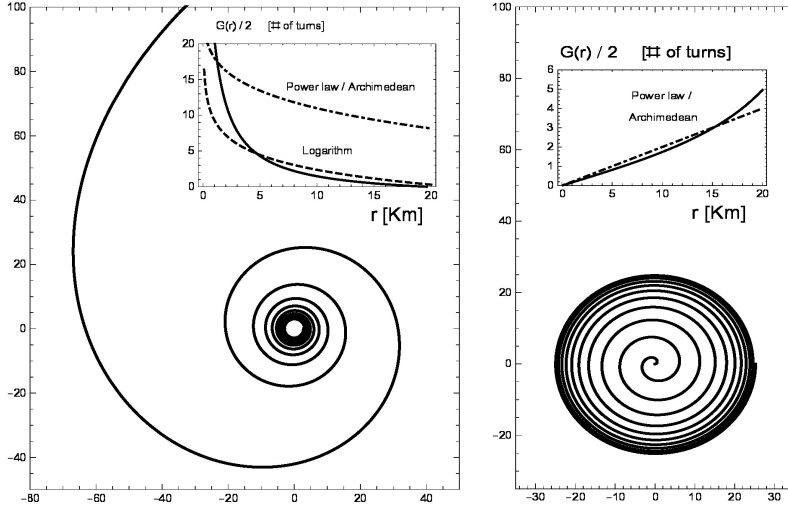 G(r) / 2 [# of turns]
20
15
10
5
0
Power law / Archimedean
Logarithm
0 5 10 15 20
r [Km]
100
80
60
40
20
0
-20
-40
-80 -60 -40 -20 0 20 40
G(r) / 2 [# of turns]
6
5
4
3
2
1
0
Power law /
Archimedean
0 5 10 15 20
r [Km]
100
80
60
40
20
0
-20
-30 -20 -10 0 10 20 30